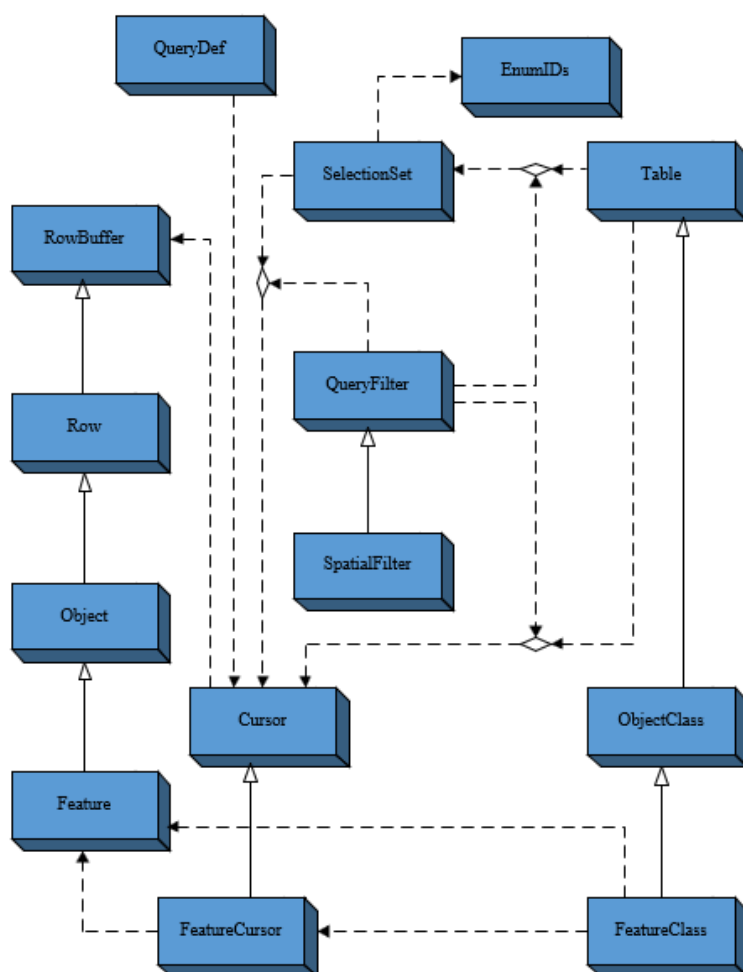 QueryDef
EnumIDs
SelectionSet
Table
RowBuffer
QueryFilter
Row
SpatialFilter
Object
Cursor
ObjectClass
Feature
FeatureCursor
FeatureClass